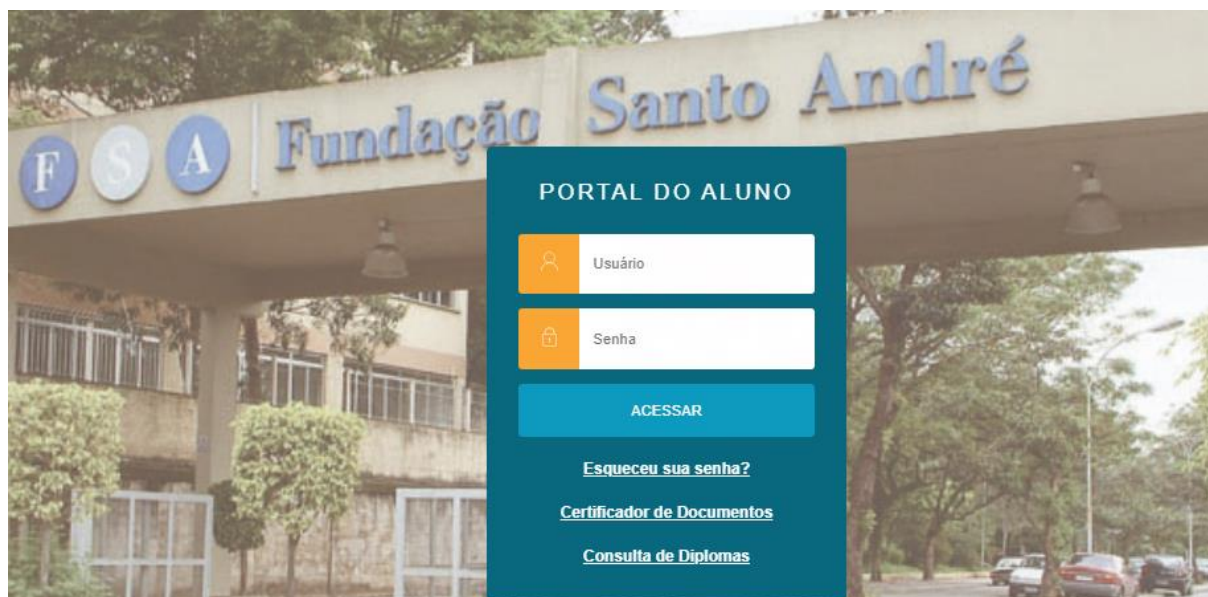 F S A Fundação Santo André
PORTAL DO ALUNO
Usuário
Senha
ACESSAR
Esqueceu sua senha?
Certificador de Documentos
Consulta de Diplomas